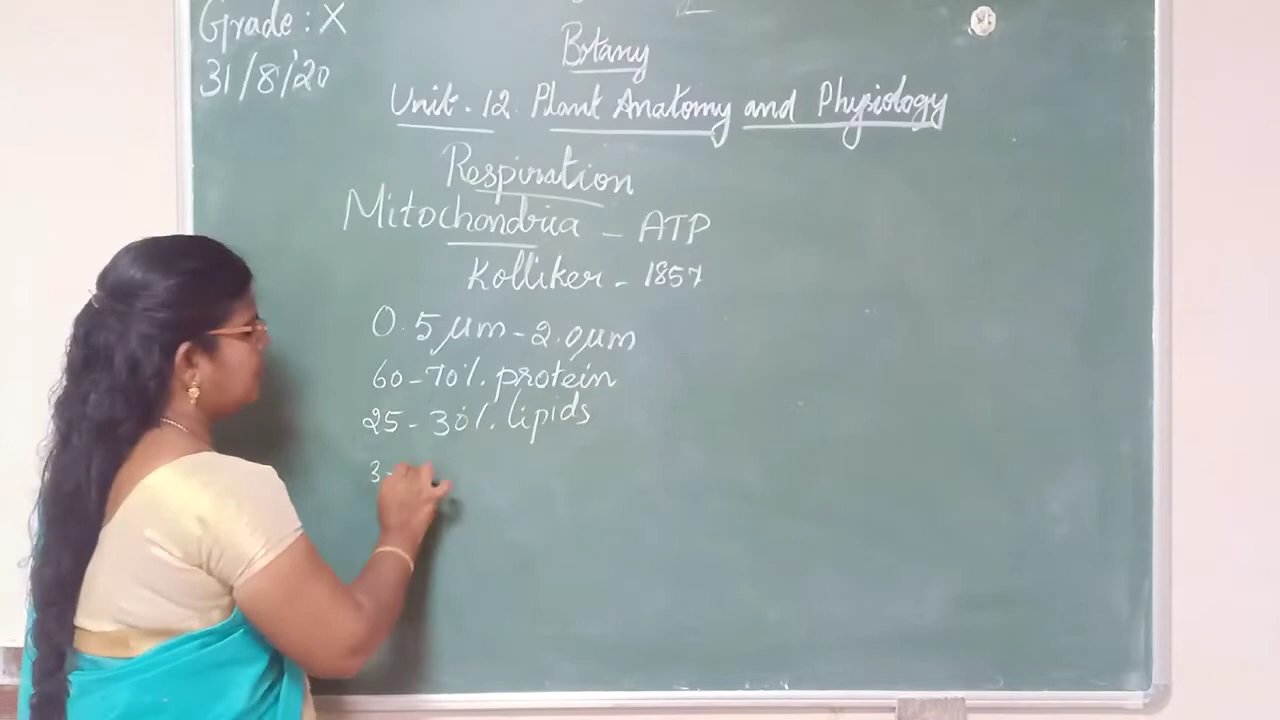 Grade : X
31/8/'20
Botany
Unit - 12. Plant Anatomy and Physiology
Respiration
Mitochondria - ATP
Kolliker - 1857
0.5 μm - 2.0 μm
60 - 70%. protein
25 - 30%. lipids
3 -